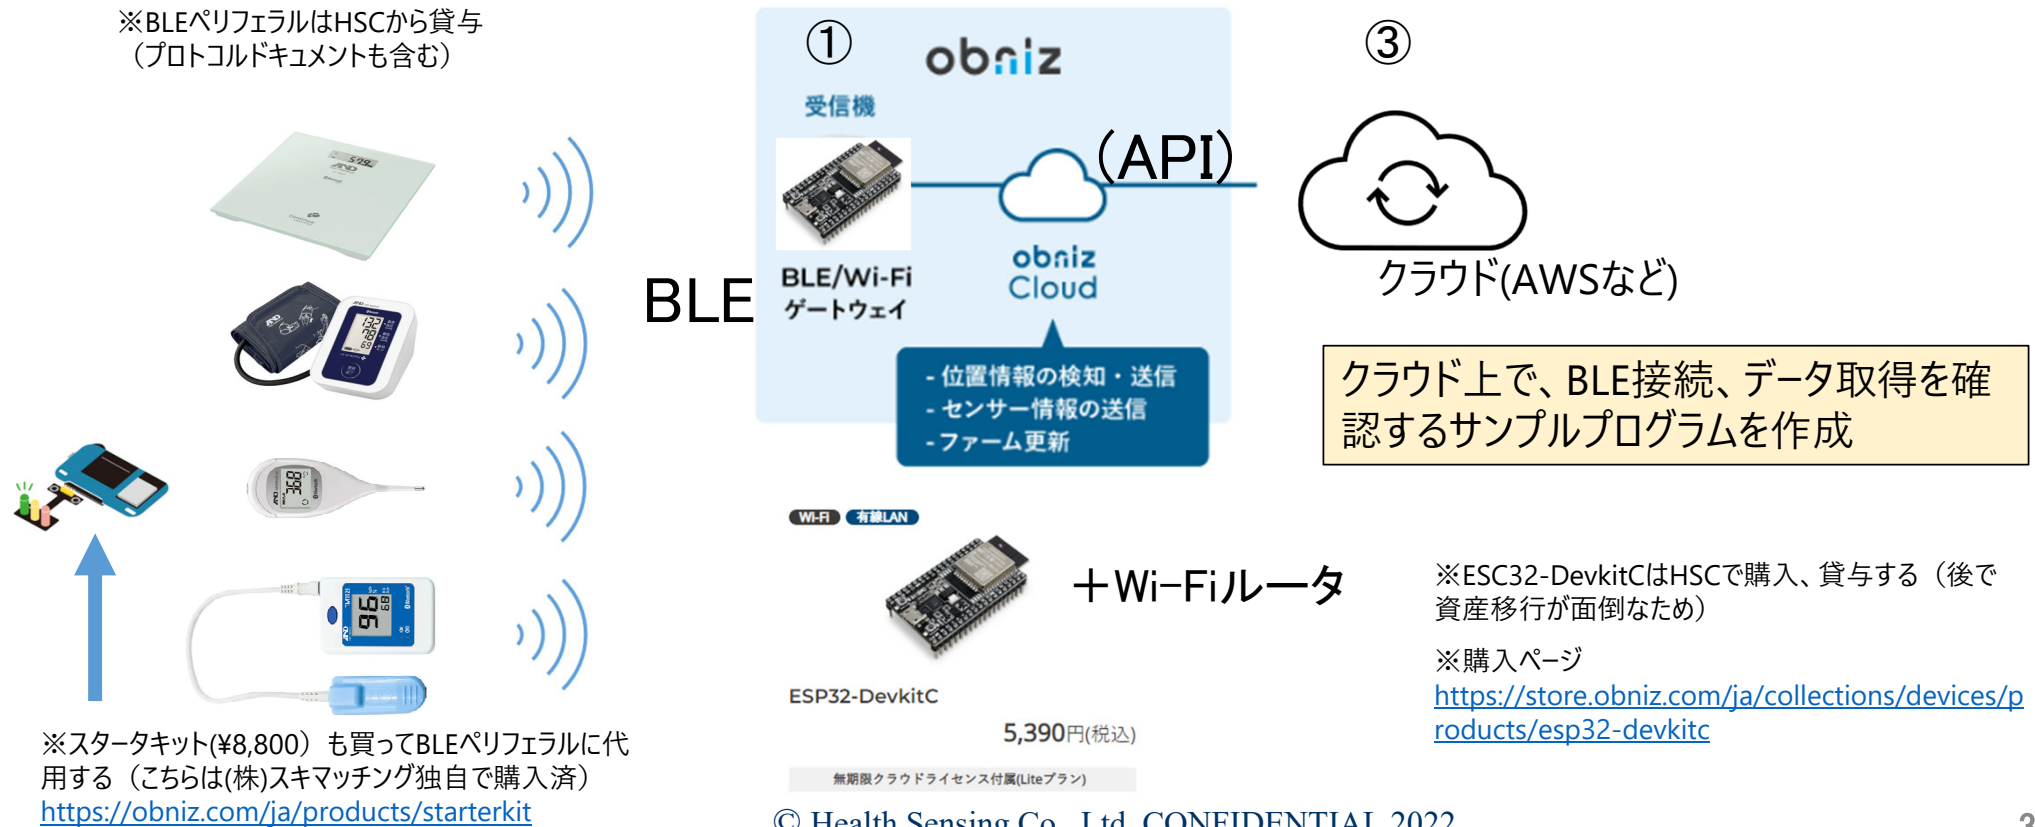 ※BLEペリフェラルはHSCから貸与
（プロトコルドキュメントも含む）
①
obniz
受信機
③
(API)
BLE
BLE/Wi-Fi
ゲートウェイ
obniz
Cloud
クラウド(AWSなど)
- 位置情報の検知・送信
- センサー情報の送信
- ファーム更新
クラウド上で、BLE接続、データ取得を確
認するサンプルプログラムを作成
Wi-Fi 有線LAN
＋Wi-Fiルータ
ESP32-DevkitC
5,390円(税込)
無期限クラウドライセンス付属(Liteプラン)
※ESC32-DevkitCはHSCで購入、貸与する（後で
資産移行が面倒なため）
※購入ページ
https://store.obniz.com/ja/collections/devices/p
roducts/esp32-devkitc
※スタータキット(¥8,800）も買ってBLEペリフェラルに代
用する（こちらは(株)スキマッチング独自で購入済）
https://obniz.com/ja/products/starterkit
© Health Sensing Co., Ltd. CONFIDENTIAL 2022
3